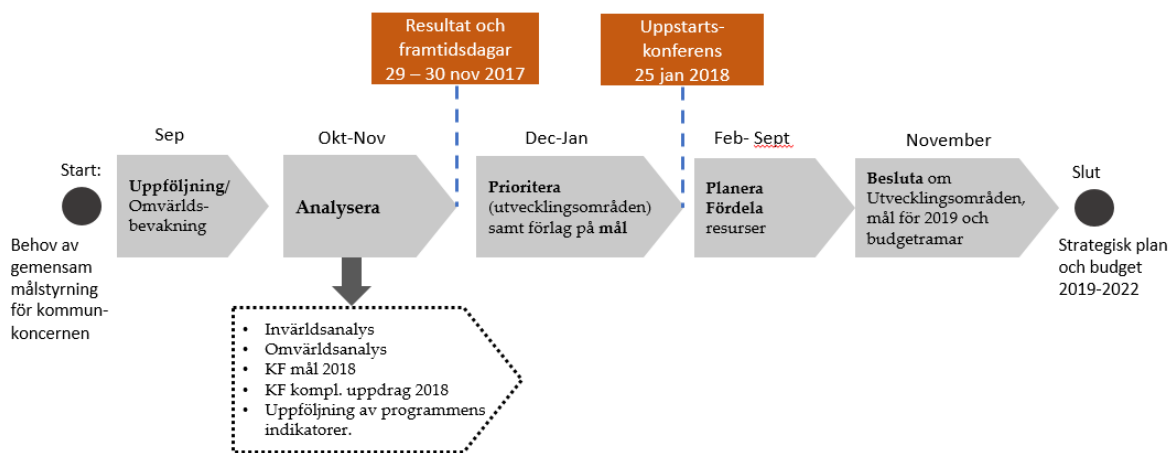 Resultat och
framtidsdagar
29 – 30 nov 2017
Uppstarts-
konferens
25 jan 2018
Sep
Okt-Nov
Dec-Jan
Feb- Sept
November
Start:
Uppföljning/
Omvärlds-
bevakning
Analysera
Prioritera
(utvecklingsområden)
samt förlag på mål
Planera
Fördela
resurser
Besluta om
Utvecklingsområden,
mål för 2019 och
budgetramar
Slut
Behov av
gemensam
målstyrning
för kommun-
koncernen
Strategisk plan
och budget
2019-2022
• Invärldsanalys
• Omvärldsanalys
• KF mål 2018
• KF kompl. uppdrag 2018
• Uppföljning av programmens
indikatorer.